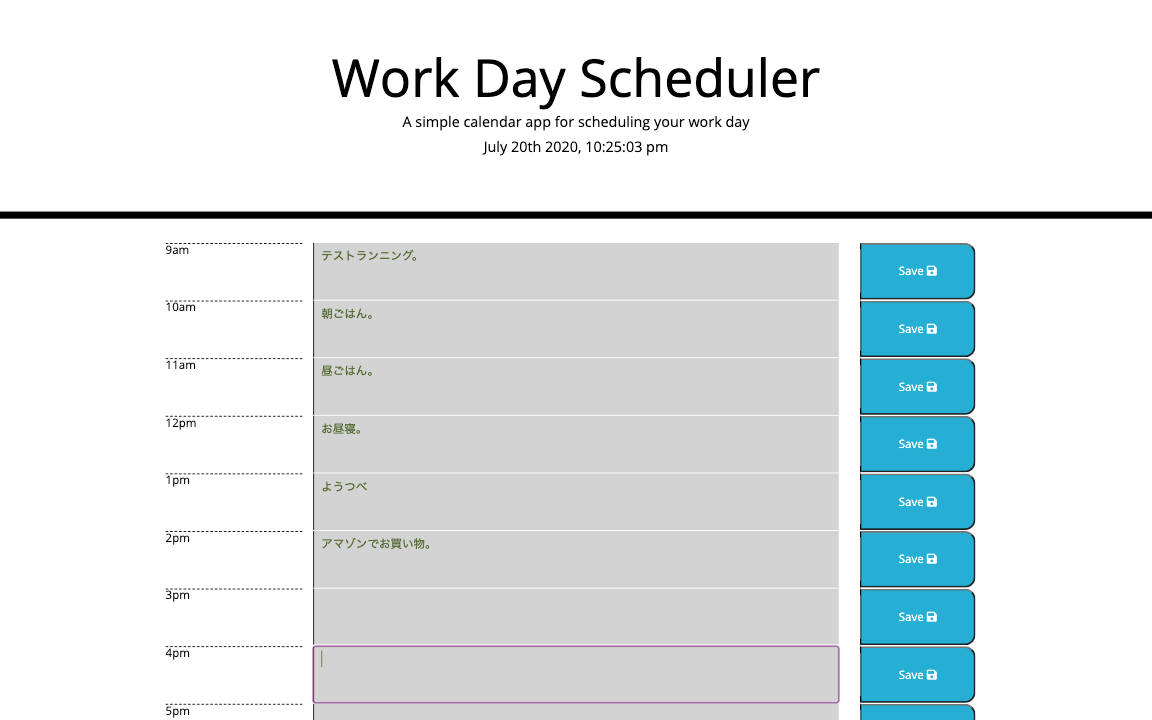 Work Day Scheduler
A simple calendar app for scheduling your work day
July 20th 2020, 10:25:03 pm
9am テストランニング。 Save
10am 朝ごはん。 Save
11am 昼ごはん。 Save
12pm お昼寝。 Save
1pm ようつべ Save
2pm アマゾンでお買い物。 Save
3pm Save
4pm Save
5pm